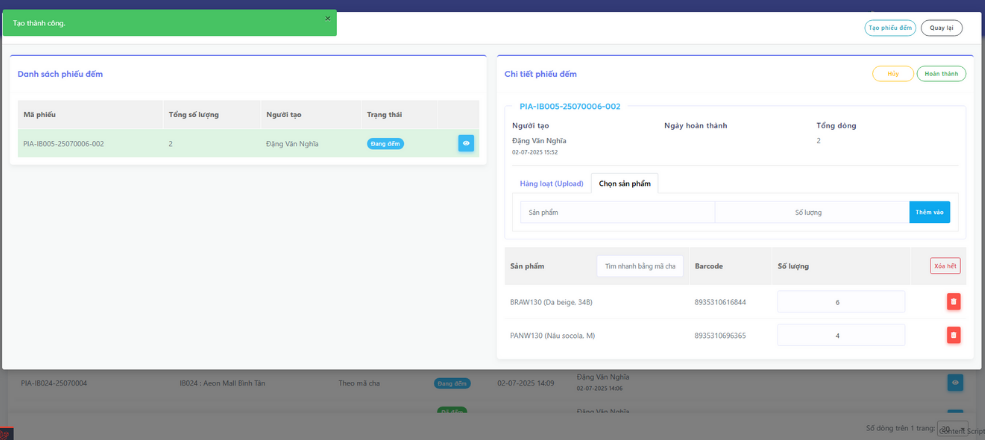 Tạo thành công.
×
Tạo phiếu đếm
Quay lại
Danh sách phiếu đếm
Mã phiếu Tổng số lượng Người tạo Trạng thái
PIA-IB005-25070006-002 2 Đặng Văn Nghĩa Đang đếm
Chi tiết phiếu đếm
Hủy
Hoàn thành
PIA-IB005-25070006-002
Người tạo Ngày hoàn thành Tổng dòng
Đặng Văn Nghĩa 2
02-07-2025 15:52
Hàng loạt (Upload) Chọn sản phẩm
Sản phẩm Số lượng Thêm vào
Sản phẩm Tìm nhanh bằng mã cha Barcode Số lượng Xóa hết
BRAW130 (Da beige, 34B) 8935310616844 6
PANW130 (Nâu socola, M) 8935310696365 4
PIA-IB024-25070004 IB024 : Aeon Mall Bình Tân Theo mã cha Đang đếm 02-07-2025 14:09 Đặng Văn Nghĩa
02-07-2025 14:06
Đặng Văn Nghĩa
Số dòng trên 1 trang: 20
Content Scrip